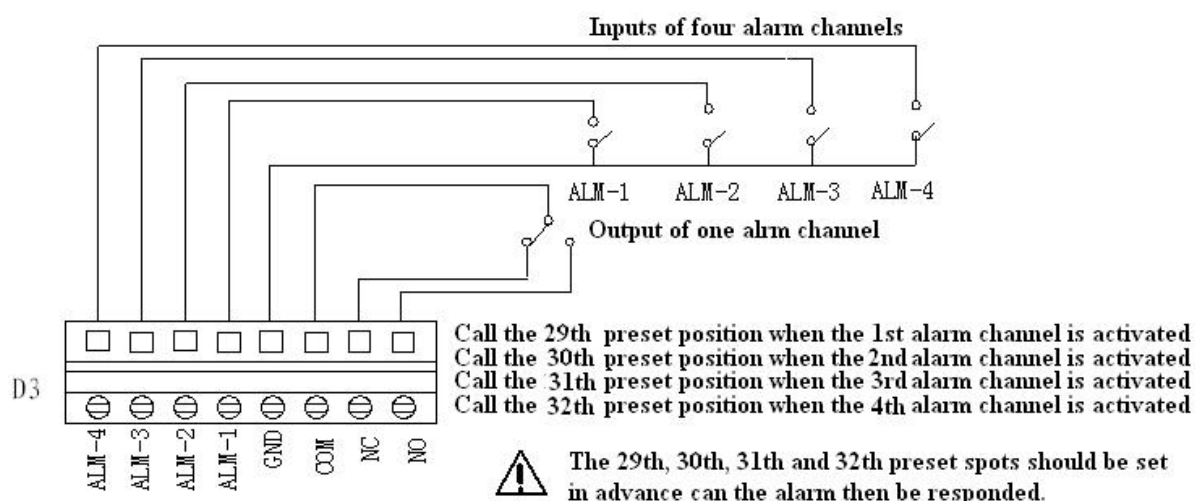 Inputs of four alarm channels
ALM-1 ALM-2 ALM-3 ALM-4
Output of one alrm channel
Call the 29th preset position when the 1st alarm channel is activated
Call the 30th preset position when the 2nd alarm channel is activated
Call the 31th preset position when the 3rd alarm channel is activated
Call the 32th preset position when the 4th alarm channel is activated
D3
ALM-4 ALM-3 ALM-2 ALM-1 GND COM NC NO
The 29th, 30th, 31th and 32th preset spots should be set
in advance can the alarm then be responded.